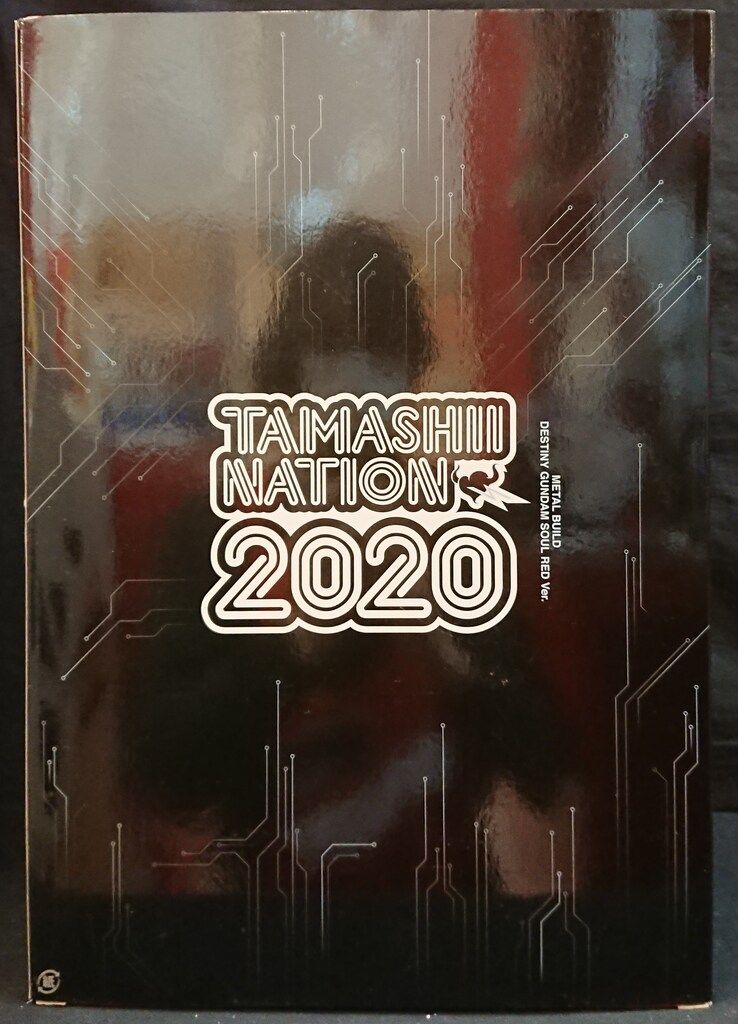 TAMASHII
NATION
2020
METAL BUILD
DESTINY GUNDAM SOUL RED Ver.